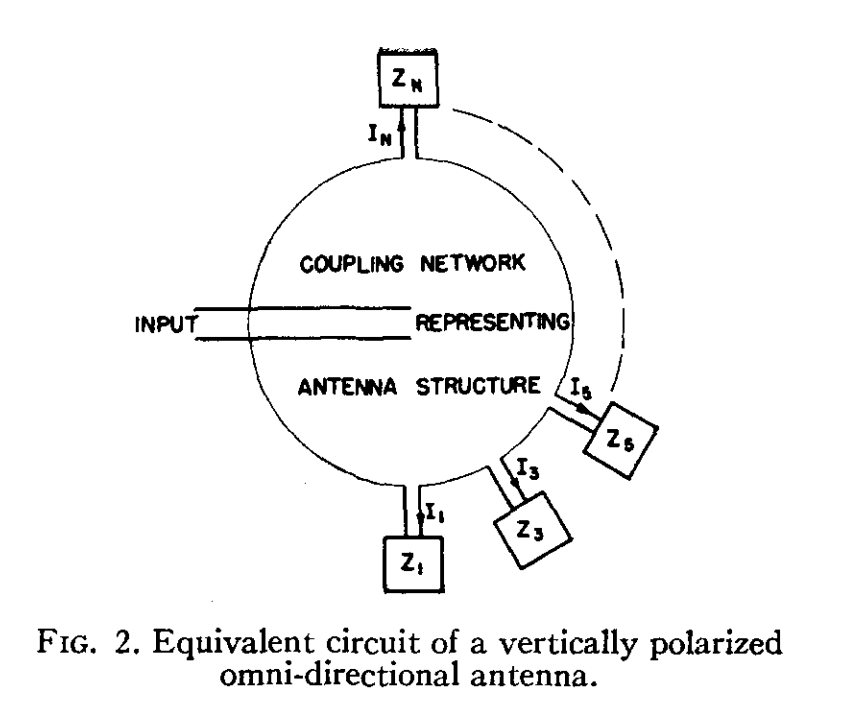 Z_N
I_N
COUPLING NETWORK
INPUT REPRESENTING
ANTENNA STRUCTURE
I_5
Z_5
I_3
Z_3
I_1
Z_1
FIG. 2. Equivalent circuit of a vertically polarized
omni-directional antenna.